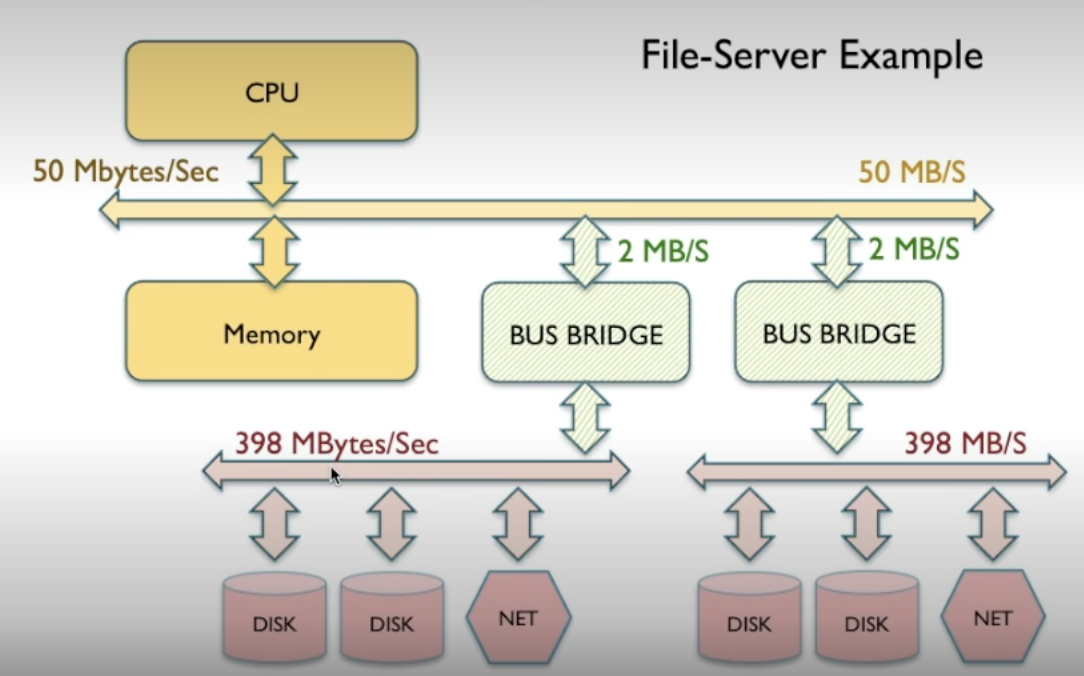 File-Server Example
CPU
50 Mbytes/Sec
50 MB/S
2 MB/S
2 MB/S
Memory
BUS BRIDGE
BUS BRIDGE
398 MBytes/Sec
398 MB/S
DISK
DISK
NET
DISK
DISK
NET